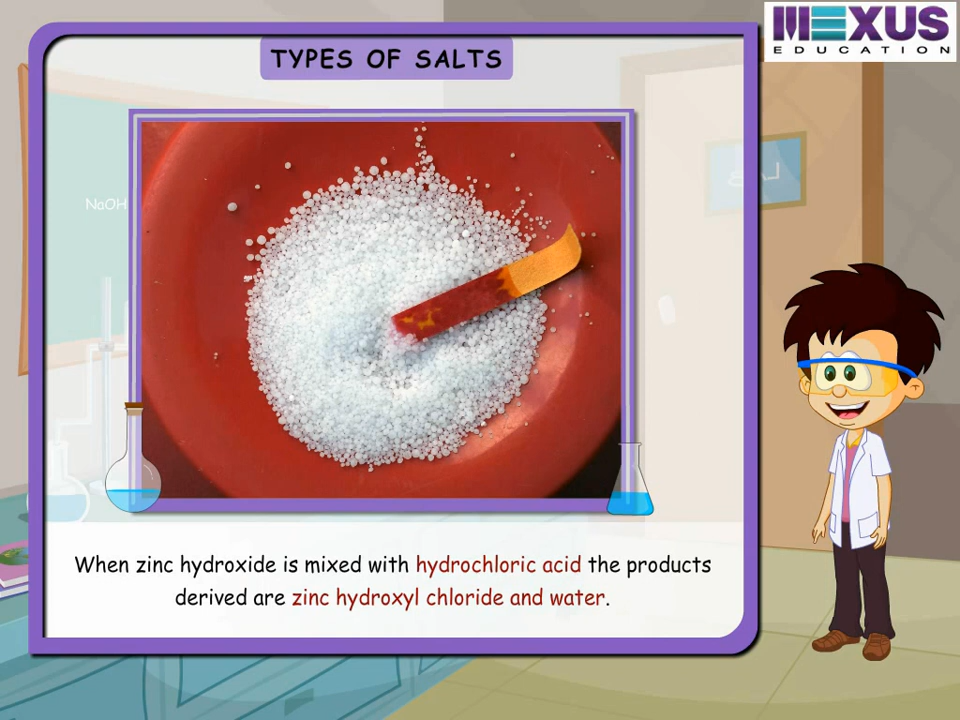 MEXUS
EDUCATION
TYPES OF SALTS
NaOH
When zinc hydroxide is mixed with hydrochloric acid the products
derived are zinc hydroxyl chloride and water.